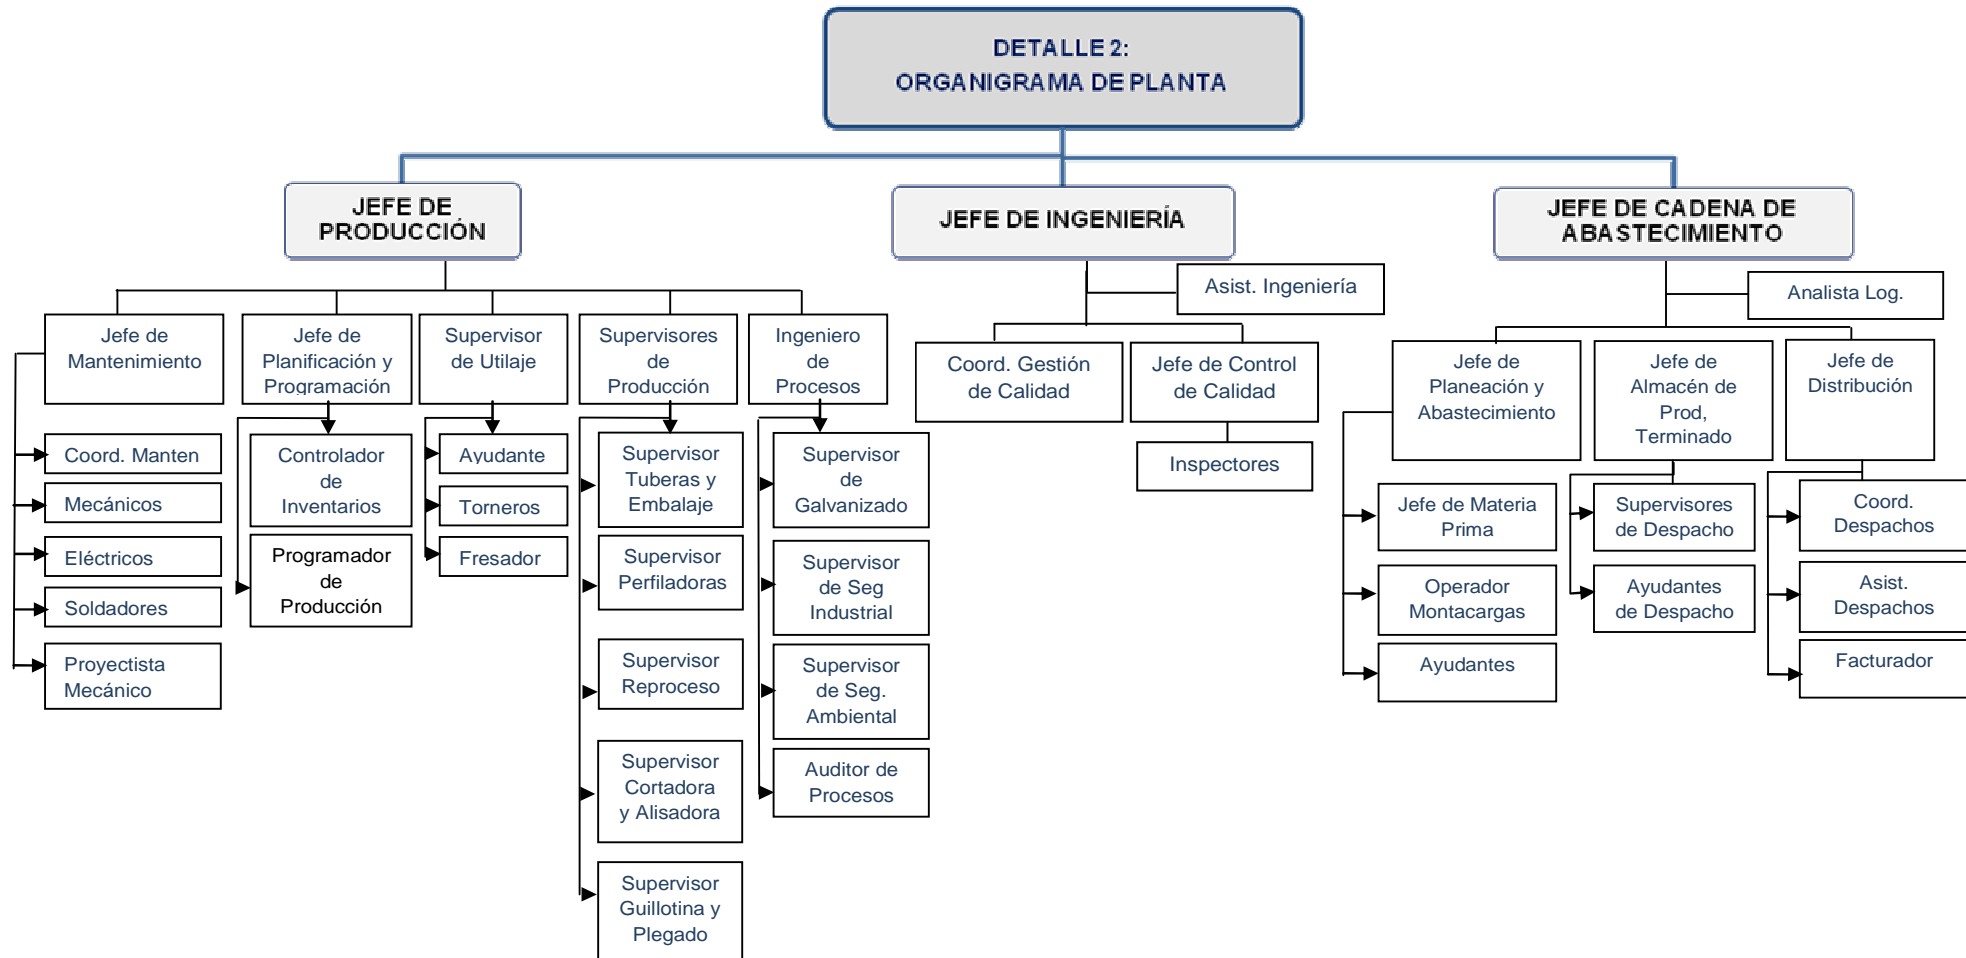 DETALLE 2:
ORGANIGRAMA DE PLANTA
JEFE DE
PRODUCCIÓN
JEFE DE INGENIERÍA
JEFE DE CADENA DE
ABASTECIMIENTO
Asist. Ingeniería
Analista Log.
Jefe de
Mantenimiento
Jefe de
Planificación y
Programación
Supervisor
de Utilaje
Supervisores
de
Producción
Ingeniero
de
Procesos
Coord. Gestión
de Calidad
Jefe de Control
de Calidad
Jefe de
Planeación y
Abastecimiento
Jefe de
Almacén de
Prod,
Terminado
Jefe de
Distribución
Coord. Manten
Mecánicos
Eléctricos
Soldadores
Proyectista
Mecánico
Controlador
de
Inventarios
Programador
de
Producción
Ayudante
Torneros
Fresador
Supervisor
Tuberas y
Embalaje
Supervisor
Perfiladoras
Supervisor
Reproceso
Supervisor
Cortadora
y Alisadora
Supervisor
Guillotina y
Plegado
Supervisor
de
Galvanizado
Supervisor
de Seg
Industrial
Supervisor
de Seg.
Ambiental
Auditor de
Procesos
Inspectores
Jefe de Materia
Prima
Operador
Montacargas
Ayudantes
Supervisores
de Despacho
Ayudantes
de Despacho
Coord.
Despachos
Asist.
Despachos
Facturador